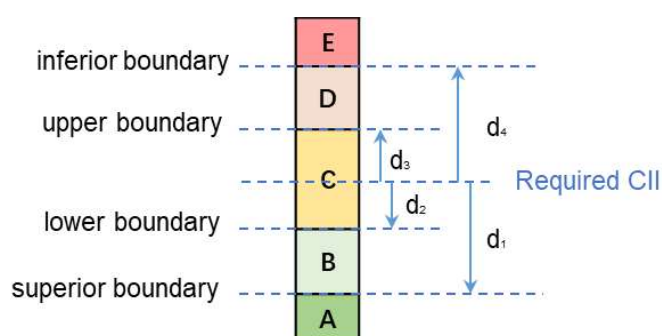 E
inferior boundary
D
upper boundary
d₄
d₃
C
Required CII
d₂
lower boundary
d₁
B
superior boundary
A